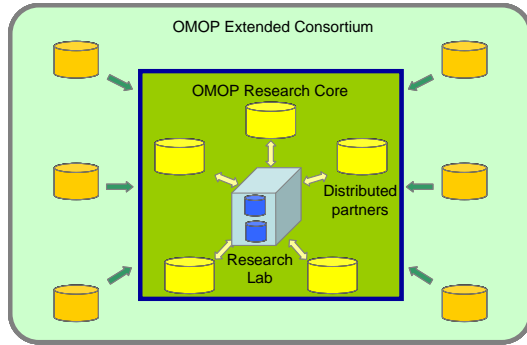 OMOP Extended Consortium
OMOP Research Core
Distributed
partners
Research
Lab